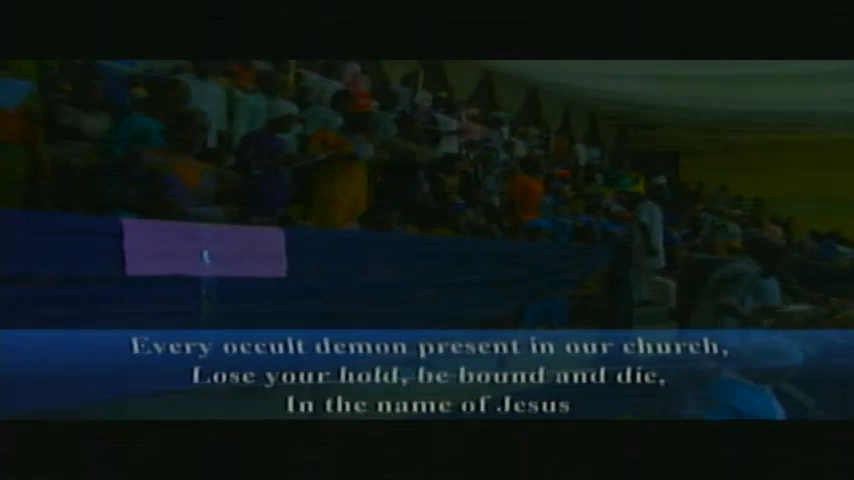 Every occult demon present in our church,
Lose your hold, be bound and die,
In the name of Jesus